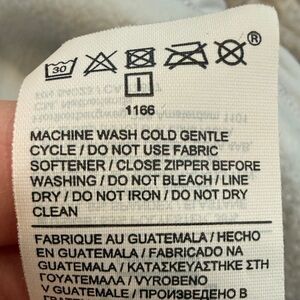 30
®
I
1166
MACHINE WASH COLD GENTLE
CYCLE / DO NOT USE FABRIC
SOFTENER / CLOSE ZIPPER BEFORE
WASHING / DO NOT BLEACH / LINE
DRY / DO NOT IRON / DO NOT DRY
CLEAN
FABRIQUE AU GUATEMALA / HECHO
EN GUATEMALA / FABRICADO NA
GUATEMALA / ΚΑΤΑΣΚΕΥΑΣΤΗΚΕ ΣΤΗ
ΓΟΥΑΤΕΜΑΛΑ / VYROBENO
V GUATEMALE / ПРОИЗВЕДЕНО В